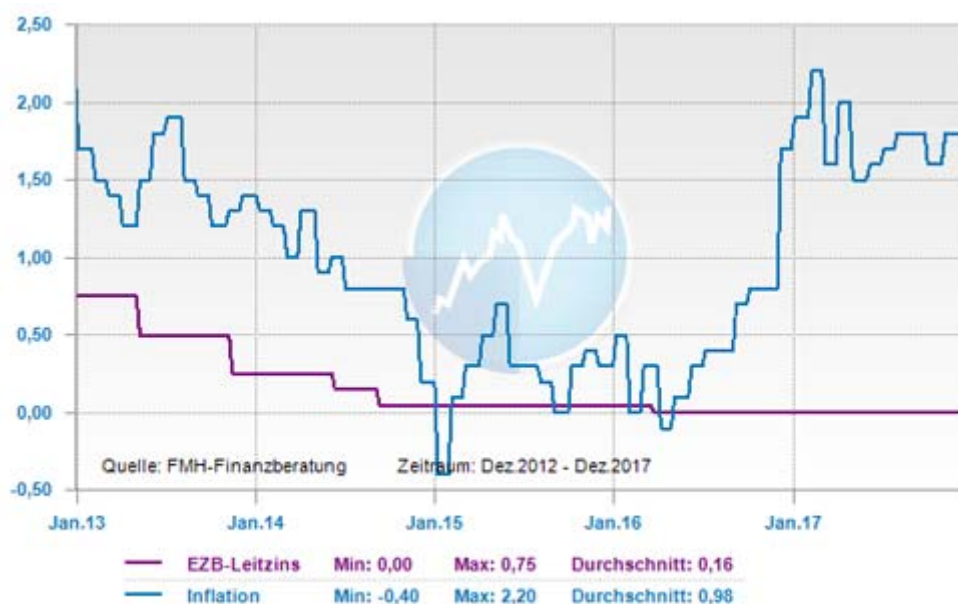 2,50
2,00
1,50
1,00
0,50
0,00
-0,50
Quelle: FMH-Finanzberatung Zeitraum: Dez.2012 - Dez.2017
Jan.13 Jan.14 Jan.15 Jan.16 Jan.17
EZB-Leitzins Min: 0,00 Max: 0,75 Durchschnitt: 0,16
Inflation Min: -0,40 Max: 2,20 Durchschnitt: 0,98